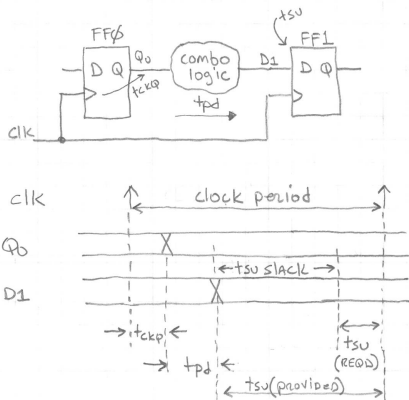 tsu
FFØ
FF1
D Q
Q0
combo
logic
D1
D Q
tckQ
tpd
clk
clk
clock period
Q0
tsu slack
D1
tckQ
tsu
(REQD)
tpd
tsu(provided)